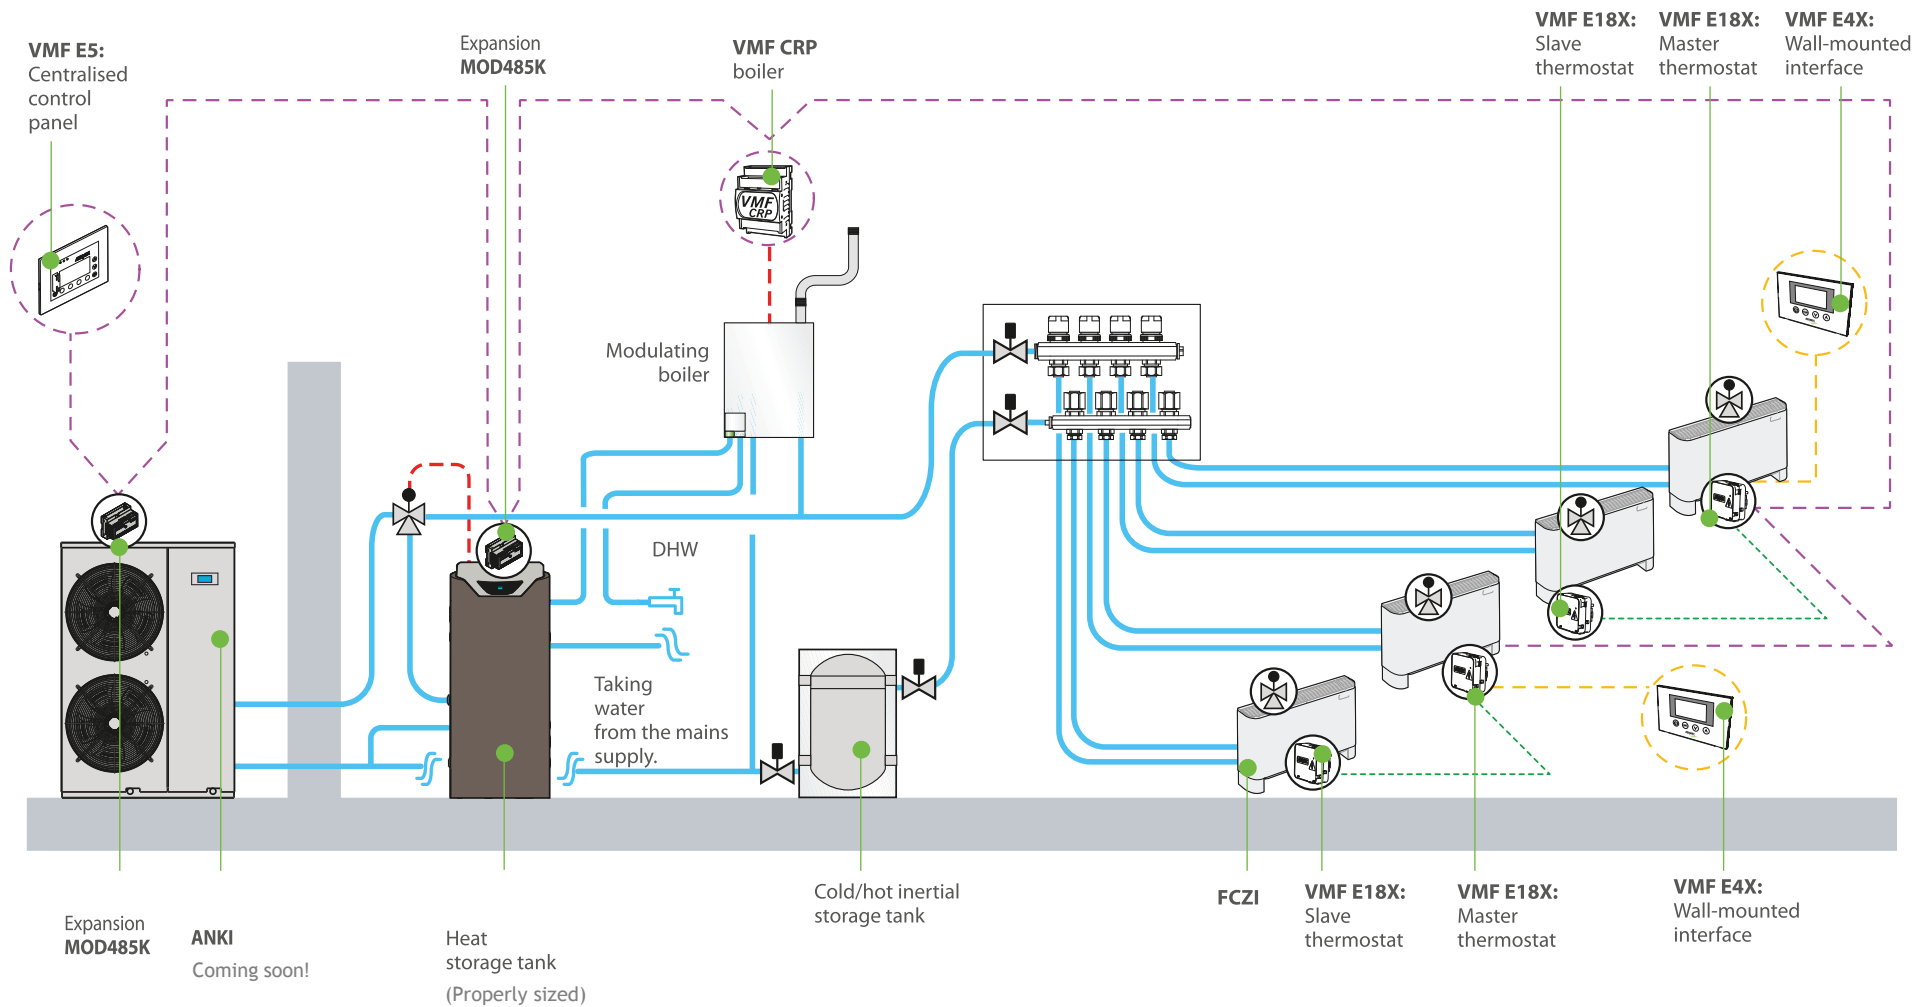 VMF E5:
Centralised
control
panel
Expansion
MOD485K
VMF CRP
boiler
VMF E18X:
Slave
thermostat
VMF E18X:
Master
thermostat
VMF E4X:
Wall-mounted
interface
VMF
CRP
Modulating
boiler
DHW
Taking
water
from the mains
supply.
Expansion
MOD485K
ANKI
Coming soon!
Heat
storage tank
(Properly sized)
Cold/hot inertial
storage tank
FCZI
VMF E18X:
Slave
thermostat
VMF E18X:
Master
thermostat
VMF E4X:
Wall-mounted
interface